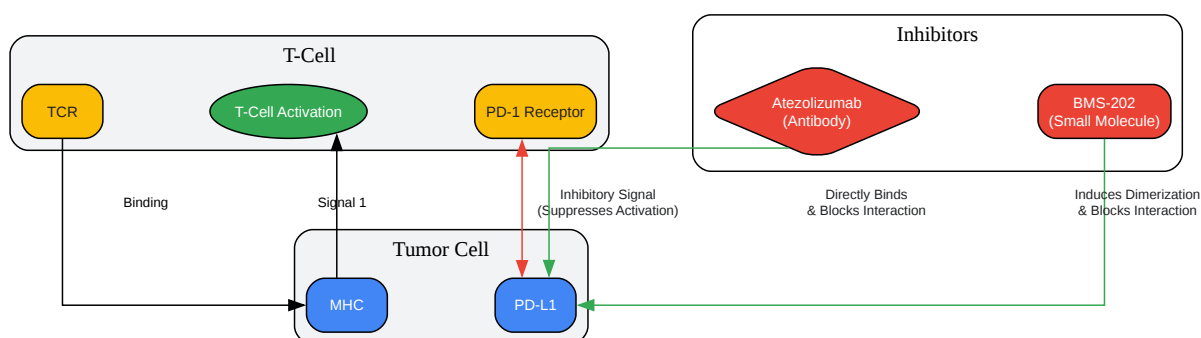 Inhibitors
T-Cell
TCR
T-Cell Activation
PD-1 Receptor
Atezolizumab
(Antibody)
BMS-202
(Small Molecule)
Binding
Signal 1
Inhibitory Signal
(Suppresses Activation)
Directly Binds
& Blocks Interaction
Induces Dimerization
& Blocks Interaction
Tumor Cell
MHC
PD-L1